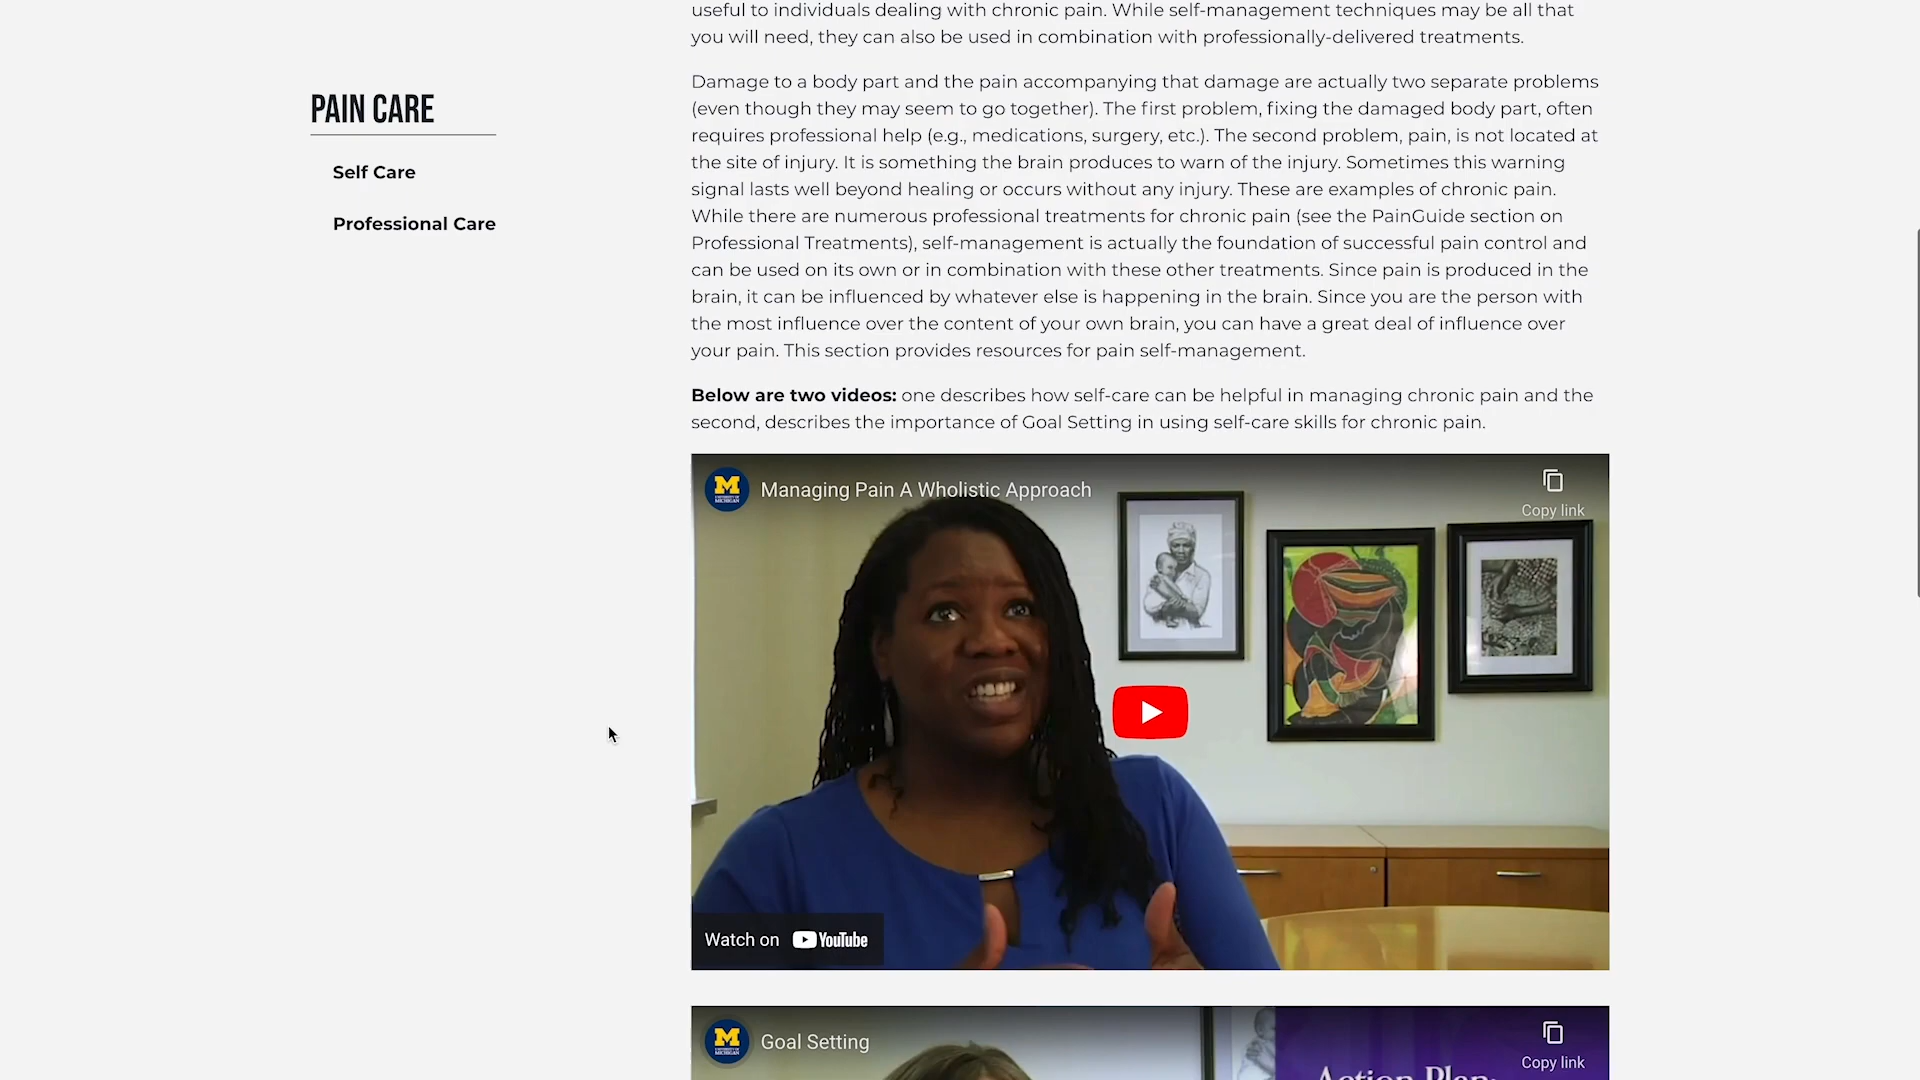 useful to individuals dealing with chronic pain. While self-management techniques may be all that
you will need, they can also be used in combination with professionally-delivered treatments.
PAIN CARE
Self Care
Professional Care
Damage to a body part and the pain accompanying that damage are actually two separate problems
(even though they may seem to go together). The first problem, fixing the damaged body part, often
requires professional help (e.g., medications, surgery, etc.). The second problem, pain, is not located at
the site of injury. It is something the brain produces to warn of the injury. Sometimes this warning
signal lasts well beyond healing or occurs without any injury. These are examples of chronic pain.
While there are numerous professional treatments for chronic pain (see the PainGuide section on
Professional Treatments), self-management is actually the foundation of successful pain control and
can be used on its own or in combination with these other treatments. Since pain is produced in the
brain, it can be influenced by whatever else is happening in the brain. Since you are the person with
the most influence over the content of your own brain, you can have a great deal of influence over
your pain. This section provides resources for pain self-management.
Below are two videos: one describes how self-care can be helpful in managing chronic pain and the
second, describes the importance of Goal Setting in using self-care skills for chronic pain.
M
UNIVERSITY OF
MICHIGAN
Managing Pain A Wholistic Approach
Copy link
Watch on YouTube
M
UNIVERSITY OF
MICHIGAN
Goal Setting
Copy link
Action Plan: